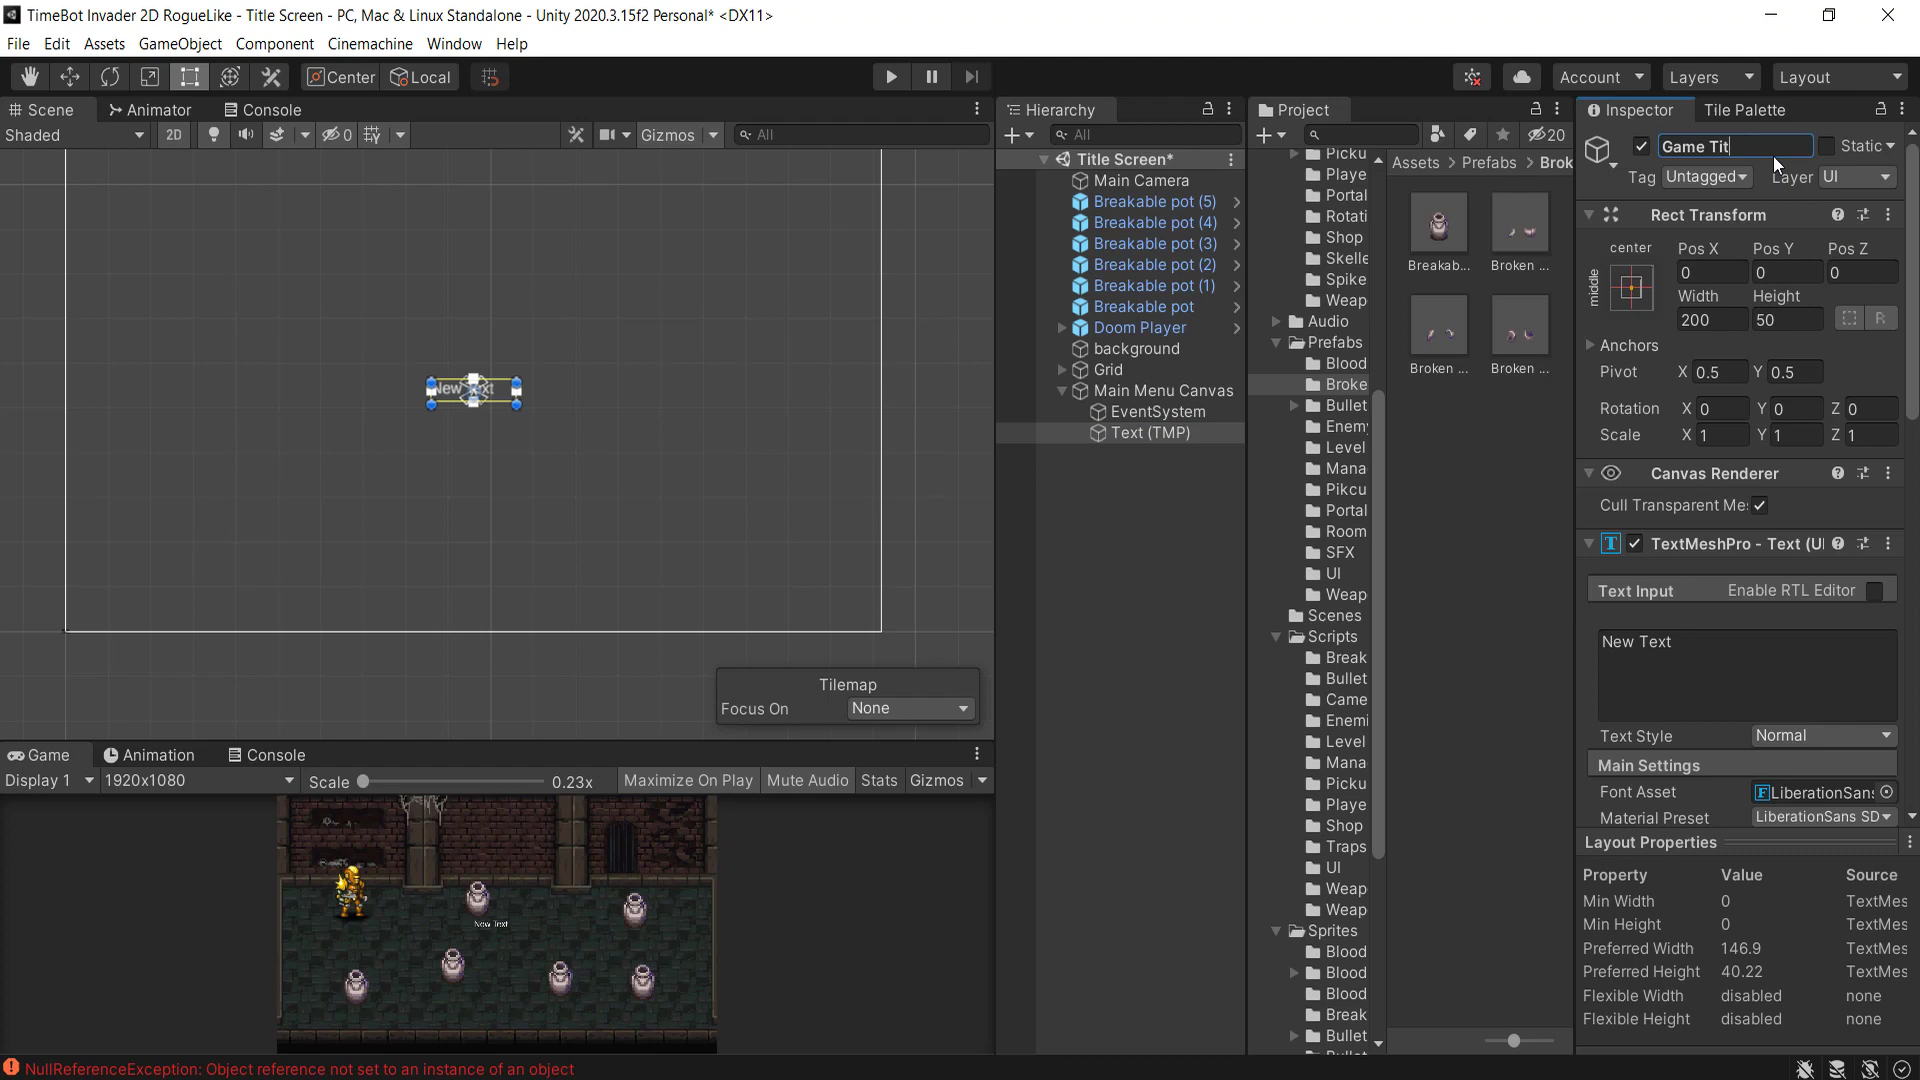 TimeBot Invader 2D RogueLike - Title Screen - PC, Mac & Linux Standalone - Unity 2020.3.15f2 Personal* <DX11>
File Edit Assets GameObject Component Cinemachine Window Help
Center Local Account Layers Layout
Scene Animator Console
Shaded 2D 0 Gizmos All
New Text
Tilemap
Focus On None
Game Animation Console
Display 1 1920x1080 Scale 0.23x Maximize On Play Mute Audio Stats Gizmos
New Text
Hierarchy
All
Title Screen*
Main Camera
Breakable pot (5)
Breakable pot (4)
Breakable pot (3)
Breakable pot (2)
Breakable pot (1)
Breakable pot
Doom Player
background
Grid
Main Menu Canvas
EventSystem
Text (TMP)
Project
20
Picku
Playe
Portal
Rotati
Shop
Skelle
Spike
Weap
Audio
Prefabs
Blood
Broke
Bullet
Enemy
Level
Mana
Pikcu
Portal
Room
SFX
UI
Weap
Scenes
Scripts
Break
Bullet
Came
Enemi
Level
Mana
Picku
Playe
Shop
Traps
UI
Weap
Weap
Sprites
Blood
Blood
Blood
Break
Bullet
Assets > Prefabs > Brok
Breakab... Broken ...
Broken ... Broken ...
Inspector Tile Palette
Game Tit Static
Tag Untagged Layer UI
Rect Transform
center Pos X Pos Y Pos Z
middle 0 0 0
Width Height
200 50 R
Anchors
Pivot X 0.5 Y 0.5
Rotation X 0 Y 0 Z 0
Scale X 1 Y 1 Z 1
Canvas Renderer
Cull Transparent Me:
TextMeshPro - Text (UI
Text Input Enable RTL Editor
New Text
Text Style Normal
Main Settings
Font Asset LiberationSans
Material Preset LiberationSans SD
Layout Properties
Property Value Source
Min Width 0 TextMes
Min Height 0 TextMes
Preferred Width 146.9 TextMes
Preferred Height 40.22 TextMes
Flexible Width disabled none
Flexible Height disabled none
NullReferenceException: Object reference not set to an instance of an object